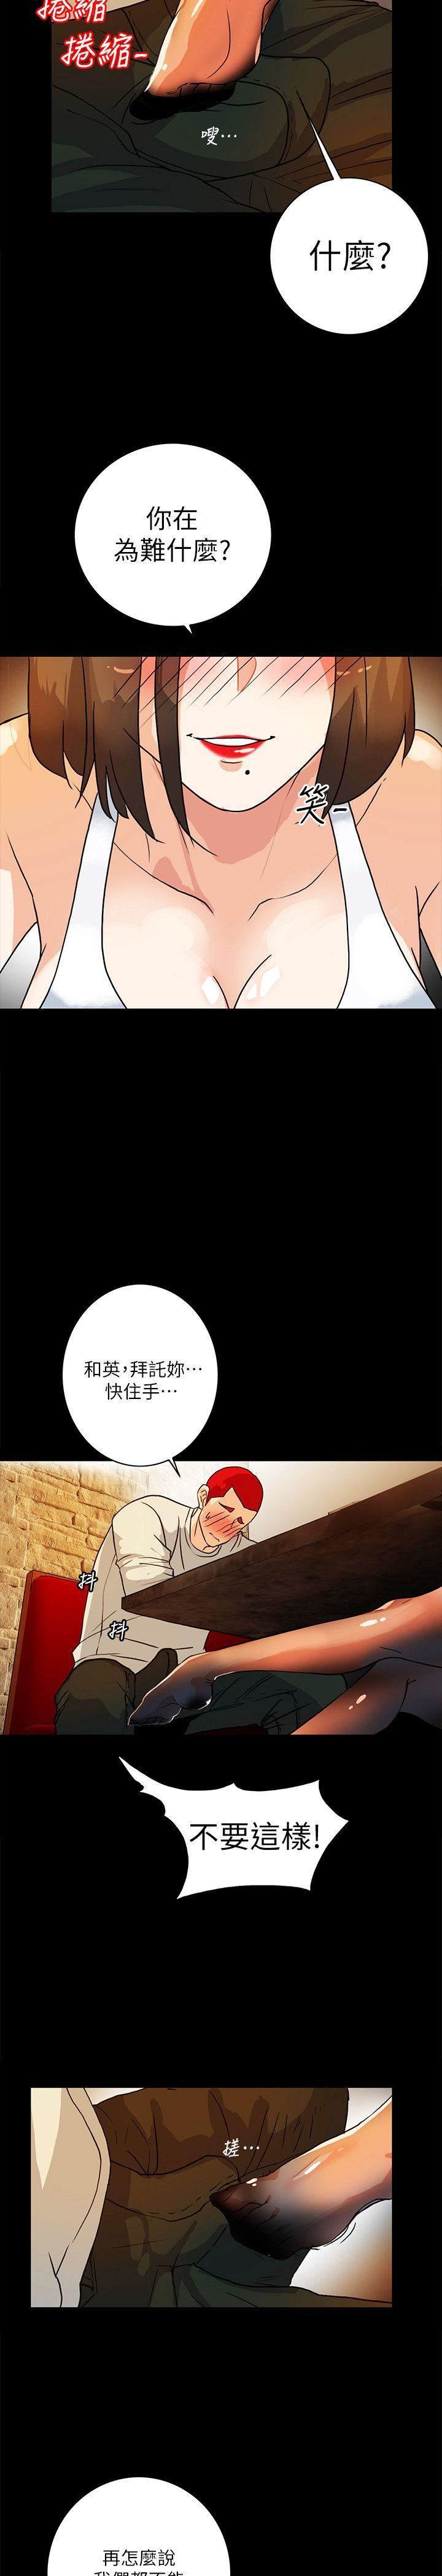 捲縮
捲縮-
嗖…
什麼?
你在
為難什麼?
笑-
和英,拜託妳…
快住手…
抖
抖
不要這樣!
搓…
再怎麼說